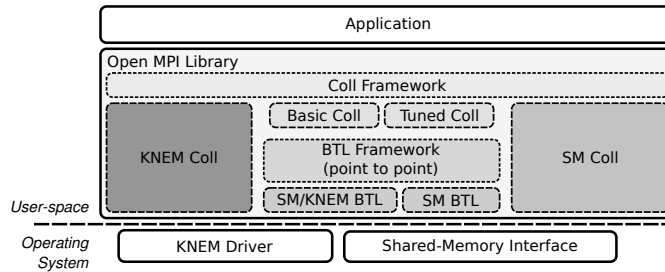 Application
Open MPI Library
Coll Framework
Basic Coll
Tuned Coll
KNEM Coll
BTL Framework
(point to point)
SM Coll
SM/KNEM BTL
SM BTL
User-space
Operating
System
KNEM Driver
Shared-Memory Interface